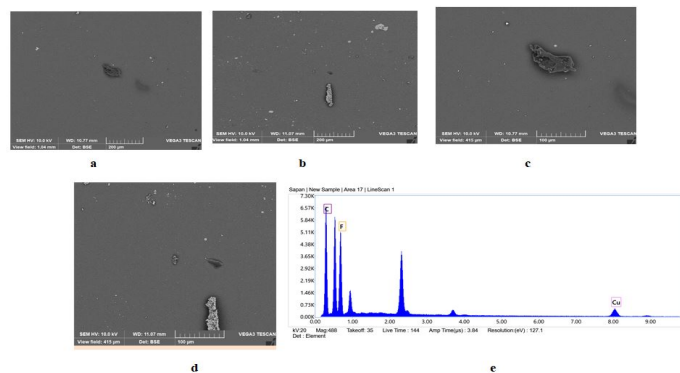 SEM HV: 10.0 kV WD: 16.77 mm VEGA3 TESCAN
View field: 1.04 mm Det: BSE 200 µm
a
SEM HV: 10.0 kV WD: 11.07 mm VEGA3 TESCAN
View field: 1.04 mm Det: BSE 200 µm
b
SEM HV: 10.0 kV WD: 16.77 mm VEGA3 TESCAN
View field: 415 µm Det: BSE 100 µm
c
SEM HV: 10.0 kV WD: 11.07 mm VEGA3 TESCAN
View field: 415 µm Det: BSE 100 µm
d
Sapan | New Sample | Area 17 | LineScan 1
7.30K
6.57K
5.84K
5.11K
4.38K
3.65K
2.92K
2.19K
1.46K
0.73K
0.00K
C
F
Cu
0.00 1.00 2.00 3.00 4.00 5.00 6.00 7.00 8.00 9.00
kV:20 Mag:488 Takeoff: 35 Live Time : 144 Amp Time(µs) : 3.84 Resolution:(eV) : 127.1
Det : Element
e